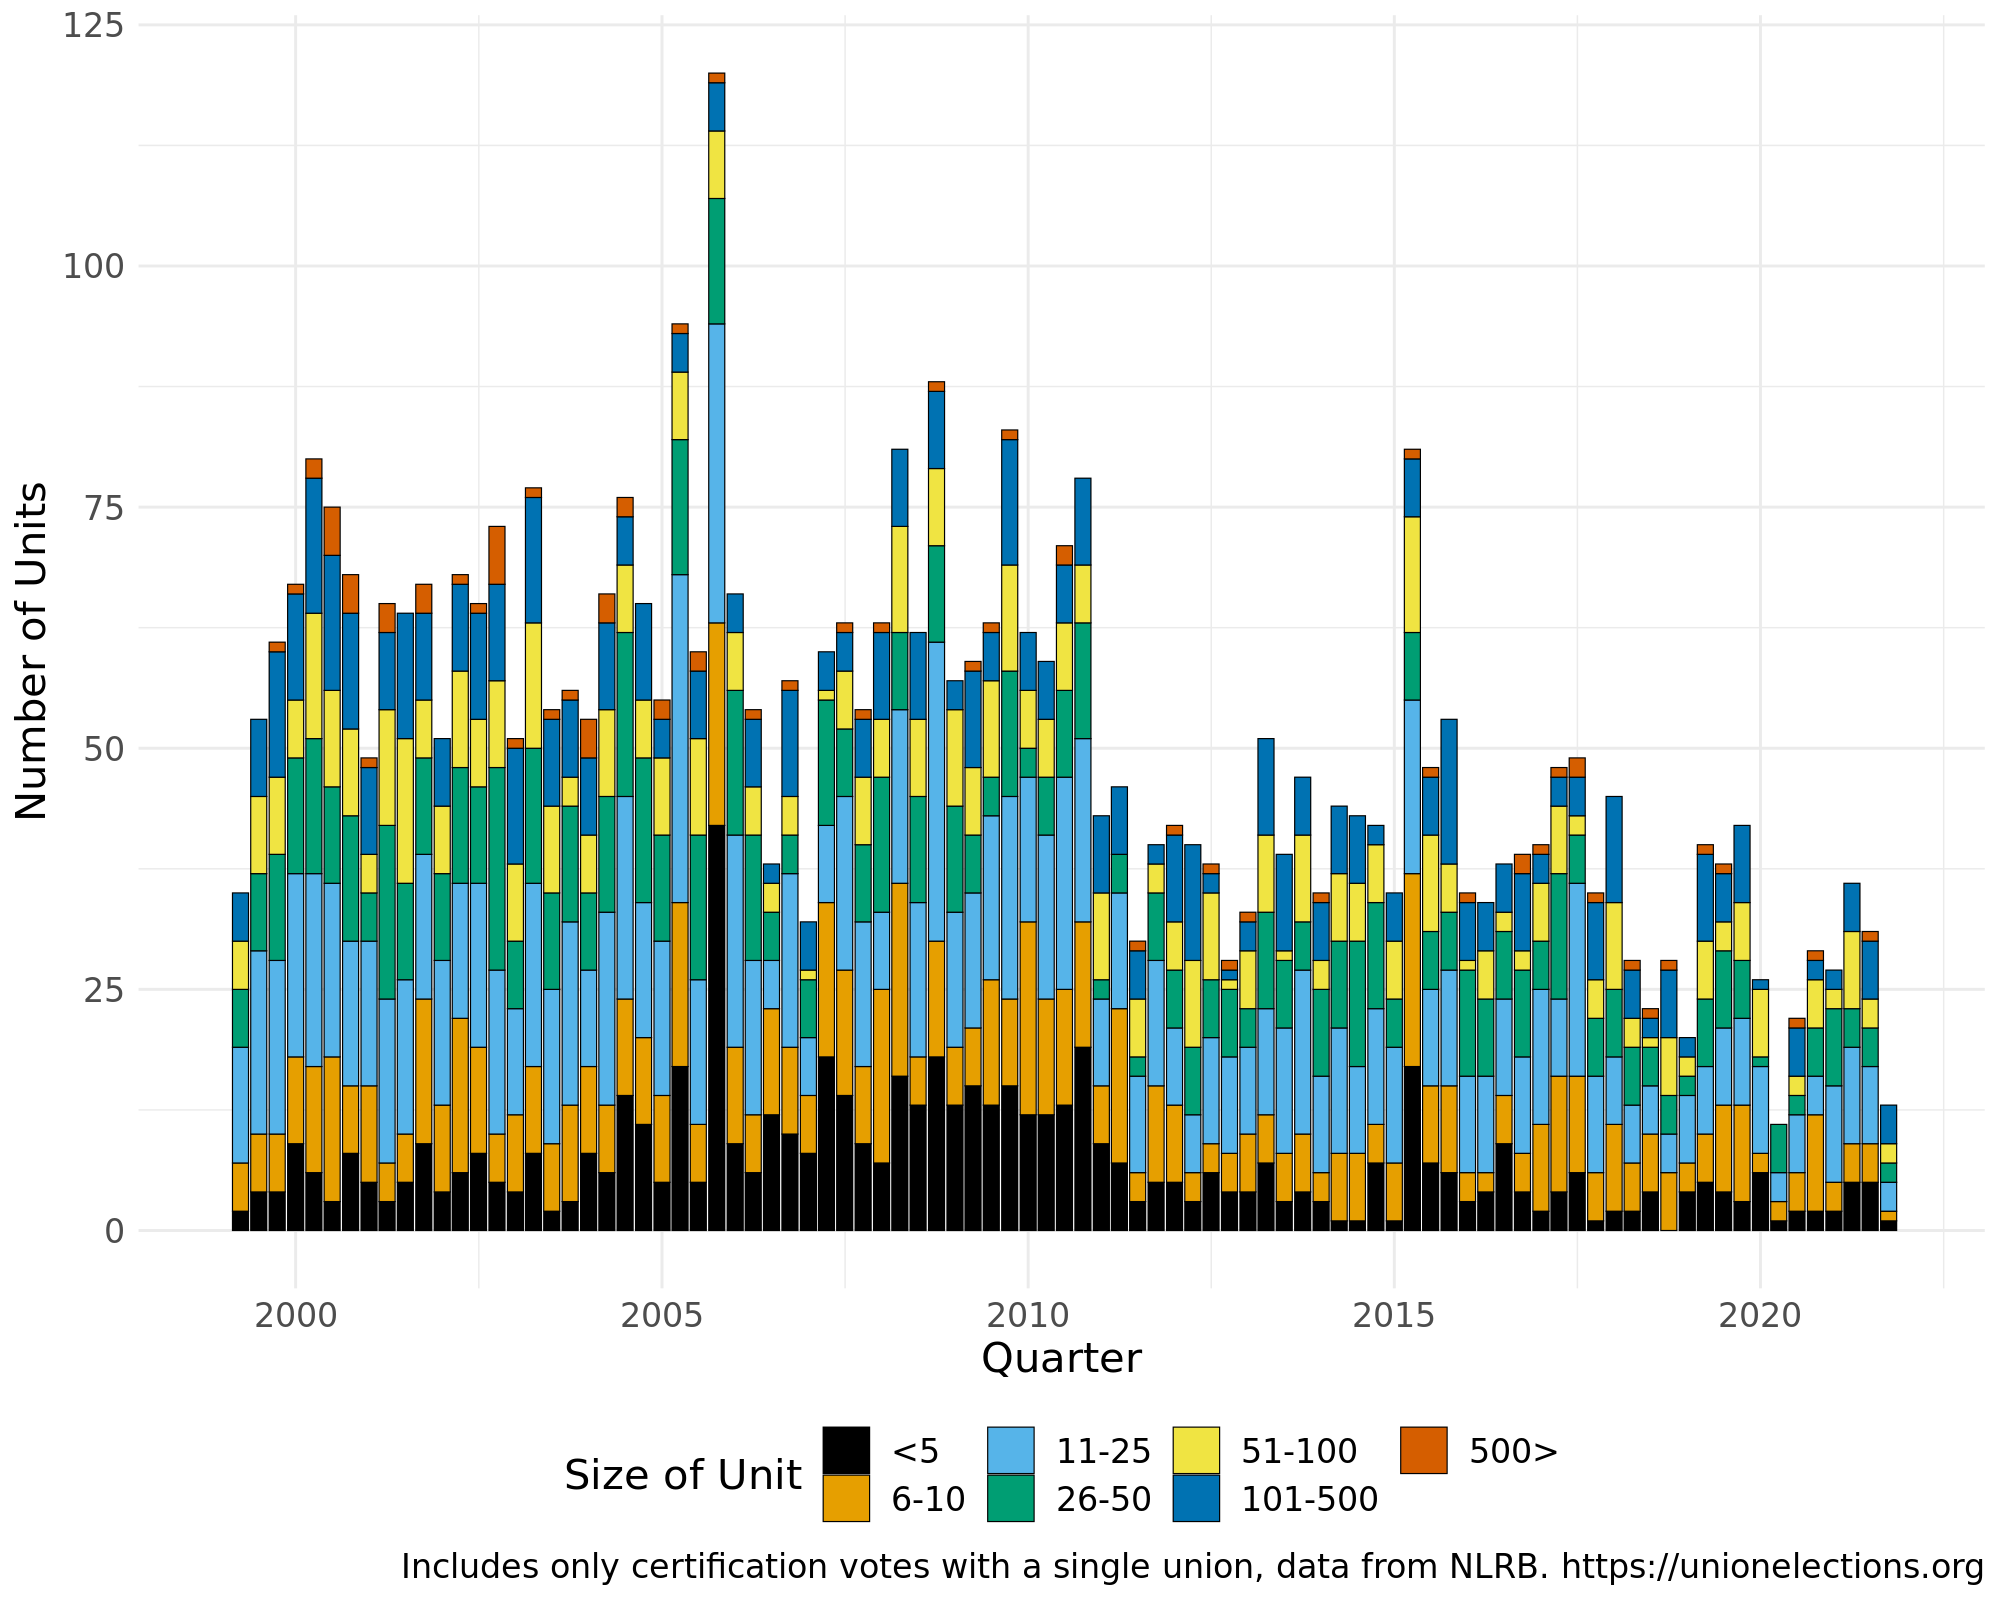 125
100
75
50
25
0
Number of Units
2000 2005 2010 2015 2020
Quarter
Size of Unit
<5 11-25 51-100 500>
6-10 26-50 101-500
Includes only certification votes with a single union, data from NLRB. https://unionelections.org